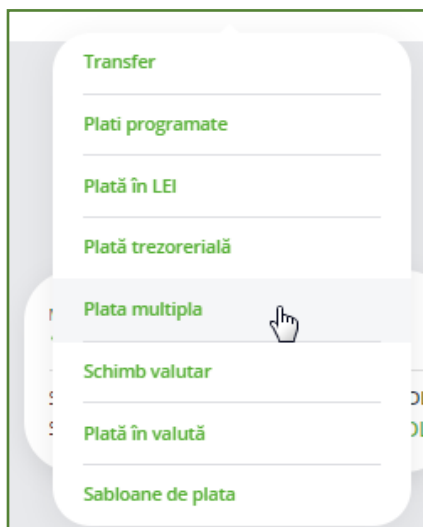 Transfer
Plati programate
Plată în LEI
Plată trezorerială
Plata multipla
Schimb valutar
Plată în valută
Sabloane de plata